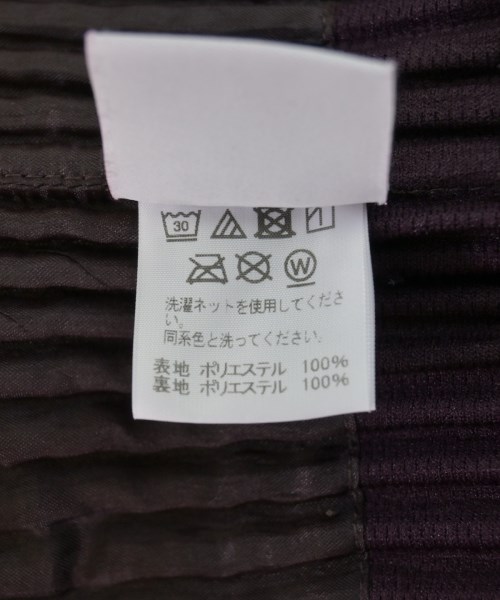 30
W
洗濯ネットを使用してくださ
い。
同系色と洗ってください。
表地 ポリエステル 100%
裏地 ポリエステル 100%